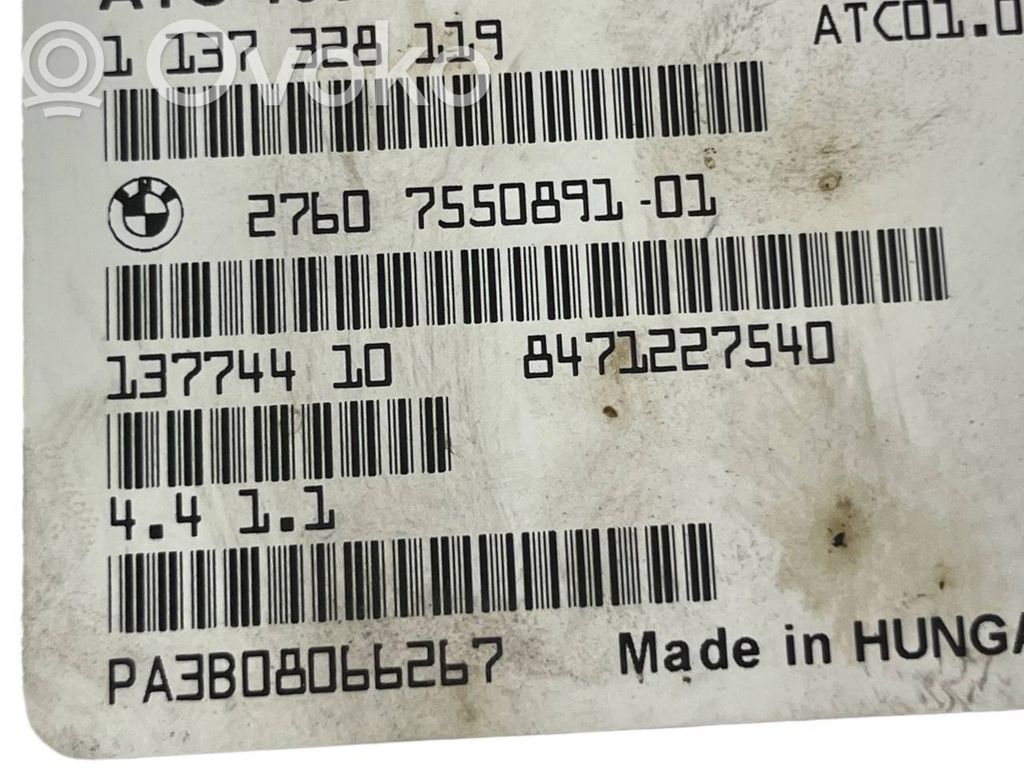 1 137 328 119
ATC01.0
Ovoko
2760 7550891-01
137744 10 8471227540
4.4 1.1
PA3B08066267
Made in HUNGA